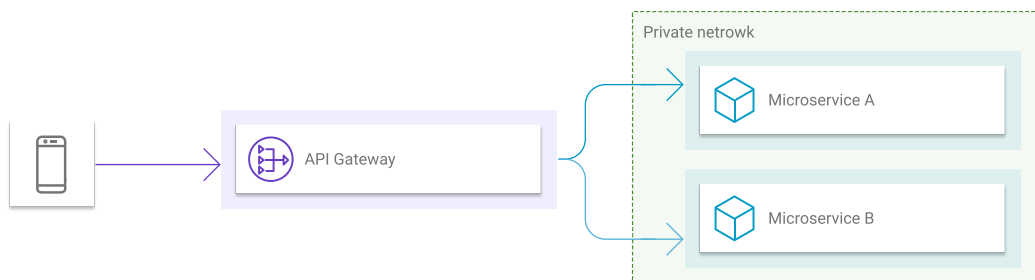 Private netrowk
Microservice A
API Gateway
Microservice B